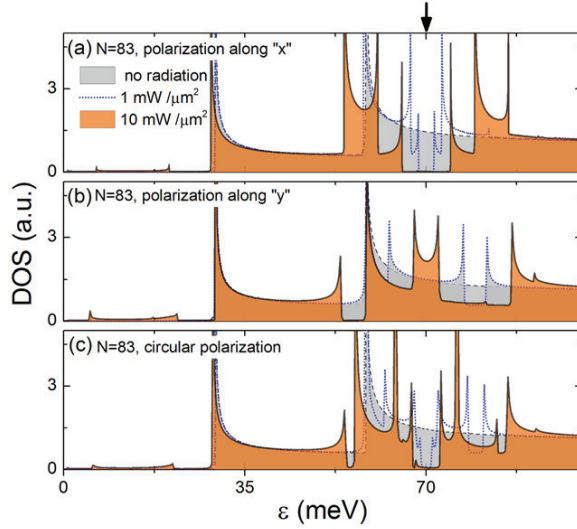 (a) N=83, polarization along "x"
no radiation
1 mW /μm²
10 mW /μm²
3
0
(b) N=83, polarization along "y"
3
0
DOS (a.u.)
(c) N=83, circular polarization
3
0
0 35 70
ε (meV)